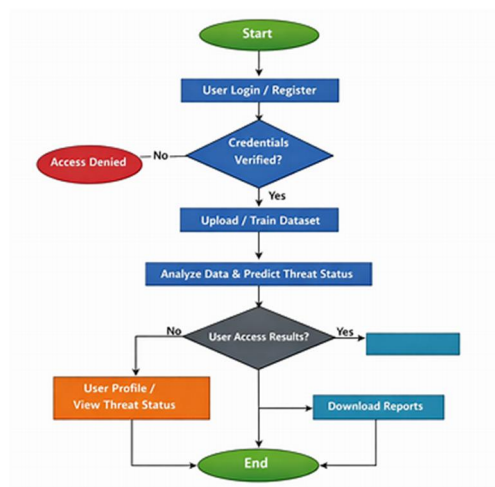 Start
User Login / Register
Credentials
Verified?
Access Denied
No
Yes
Upload / Train Dataset
Analyze Data & Predict Threat Status
No
User Access Results?
Yes
User Profile /
View Threat Status
Download Reports
End